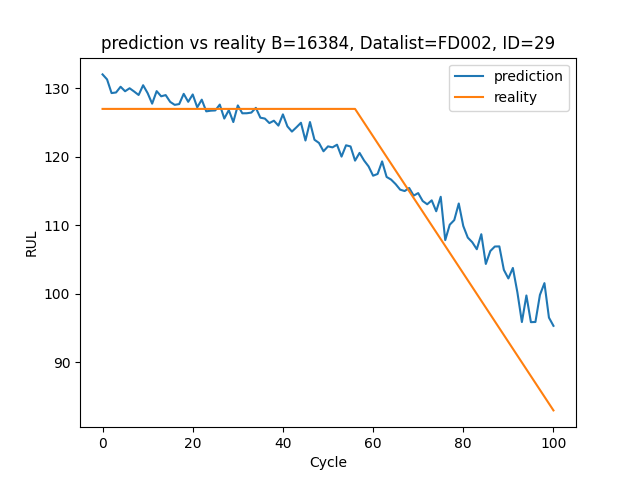 prediction vs reality B=16384, Datalist=FD002, ID=29
prediction
reality
RUL
130
120
110
100
90
0 20 40 60 80 100
Cycle